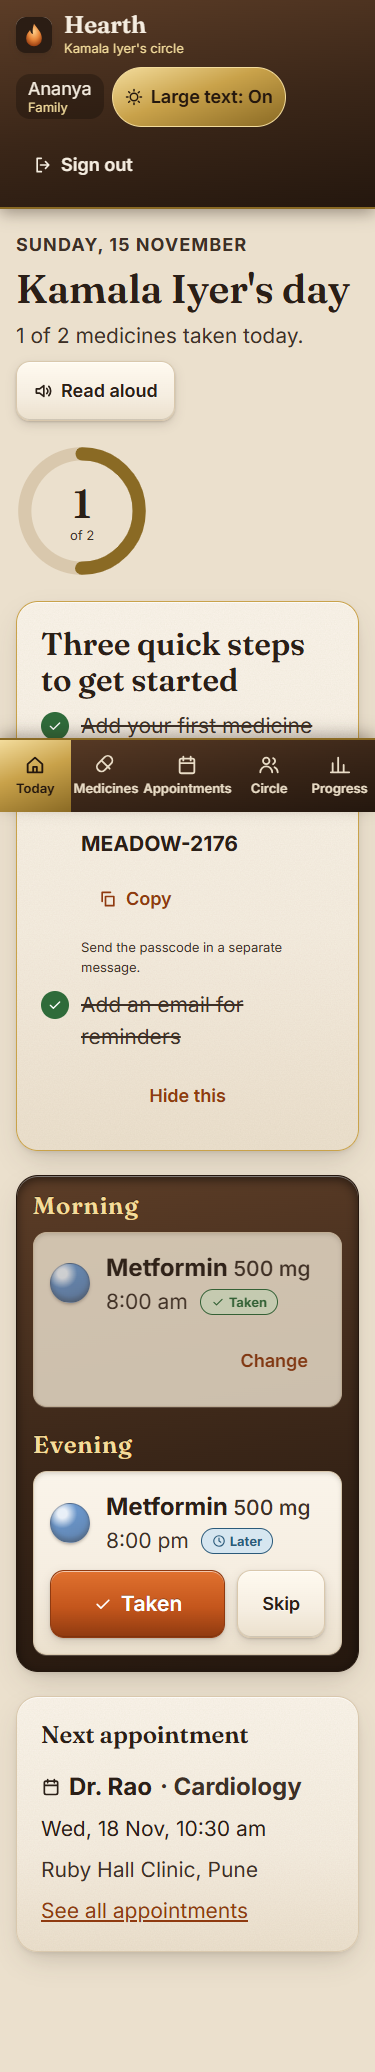 Hearth
Kamala Iyer's circle
Ananya
Family
Large text: On
Sign out
SUNDAY, 15 NOVEMBER
Kamala Iyer's day
1 of 2 medicines taken today.
Read aloud
1
of 2
Three quick steps
to get started
Add your first medicine
Today
Medicines
Appointments
Circle
Progress
MEADOW-2176
Copy
Send the passcode in a separate
message.
Add an email for
reminders
Hide this
Morning
Metformin 500 mg
8:00 am
Taken
Change
Evening
Metformin 500 mg
8:00 pm
Later
Taken
Skip
Next appointment
Dr. Rao · Cardiology
Wed, 18 Nov, 10:30 am
Ruby Hall Clinic, Pune
See all appointments